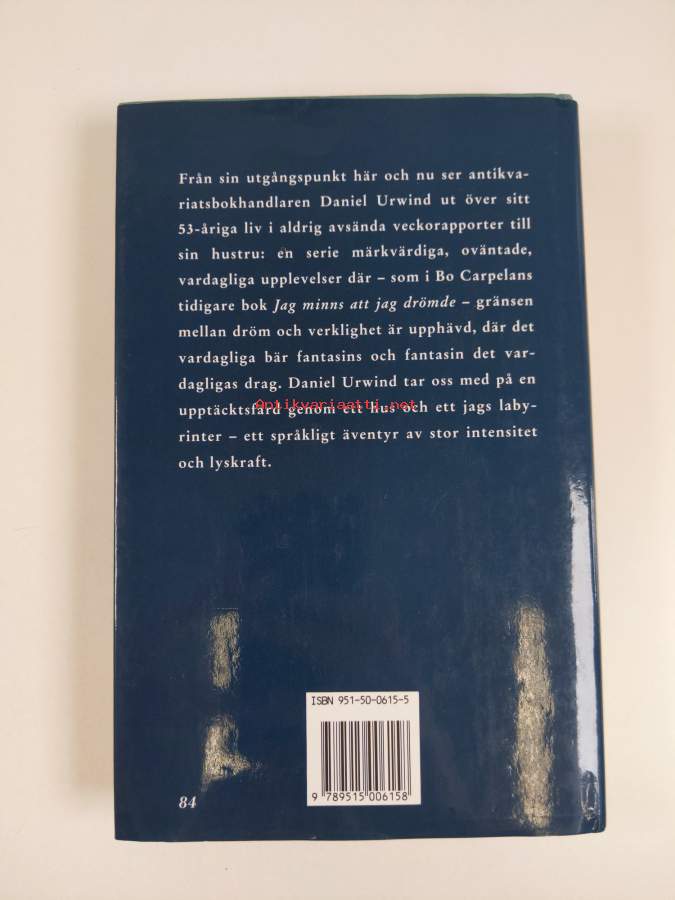 Från sin utgångspunkt här och nu ser antikva-
riatsbokhandlaren Daniel Urwind ut över sitt
53-åriga liv i aldrig avsända veckorapporter till
sin hustru: en serie märkvärdiga, oväntade,
vardagliga upplevelser där – som i Bo Carpelans
tidigare bok Jag minns att jag drömde – gränsen
mellan dröm och verklighet är upphävd, där det
vardagliga bär fantasins och fantasin det var-
dagligas drag. Daniel Urwind tar oss med på en
Antikvariaatti.net
upptäcktsfärd genom ett hus och ett jags laby-
rinter – ett språkligt äventyr av stor intensitet
och lyskraft.
ISBN 951-50-0615-5
9 789515 006158
84